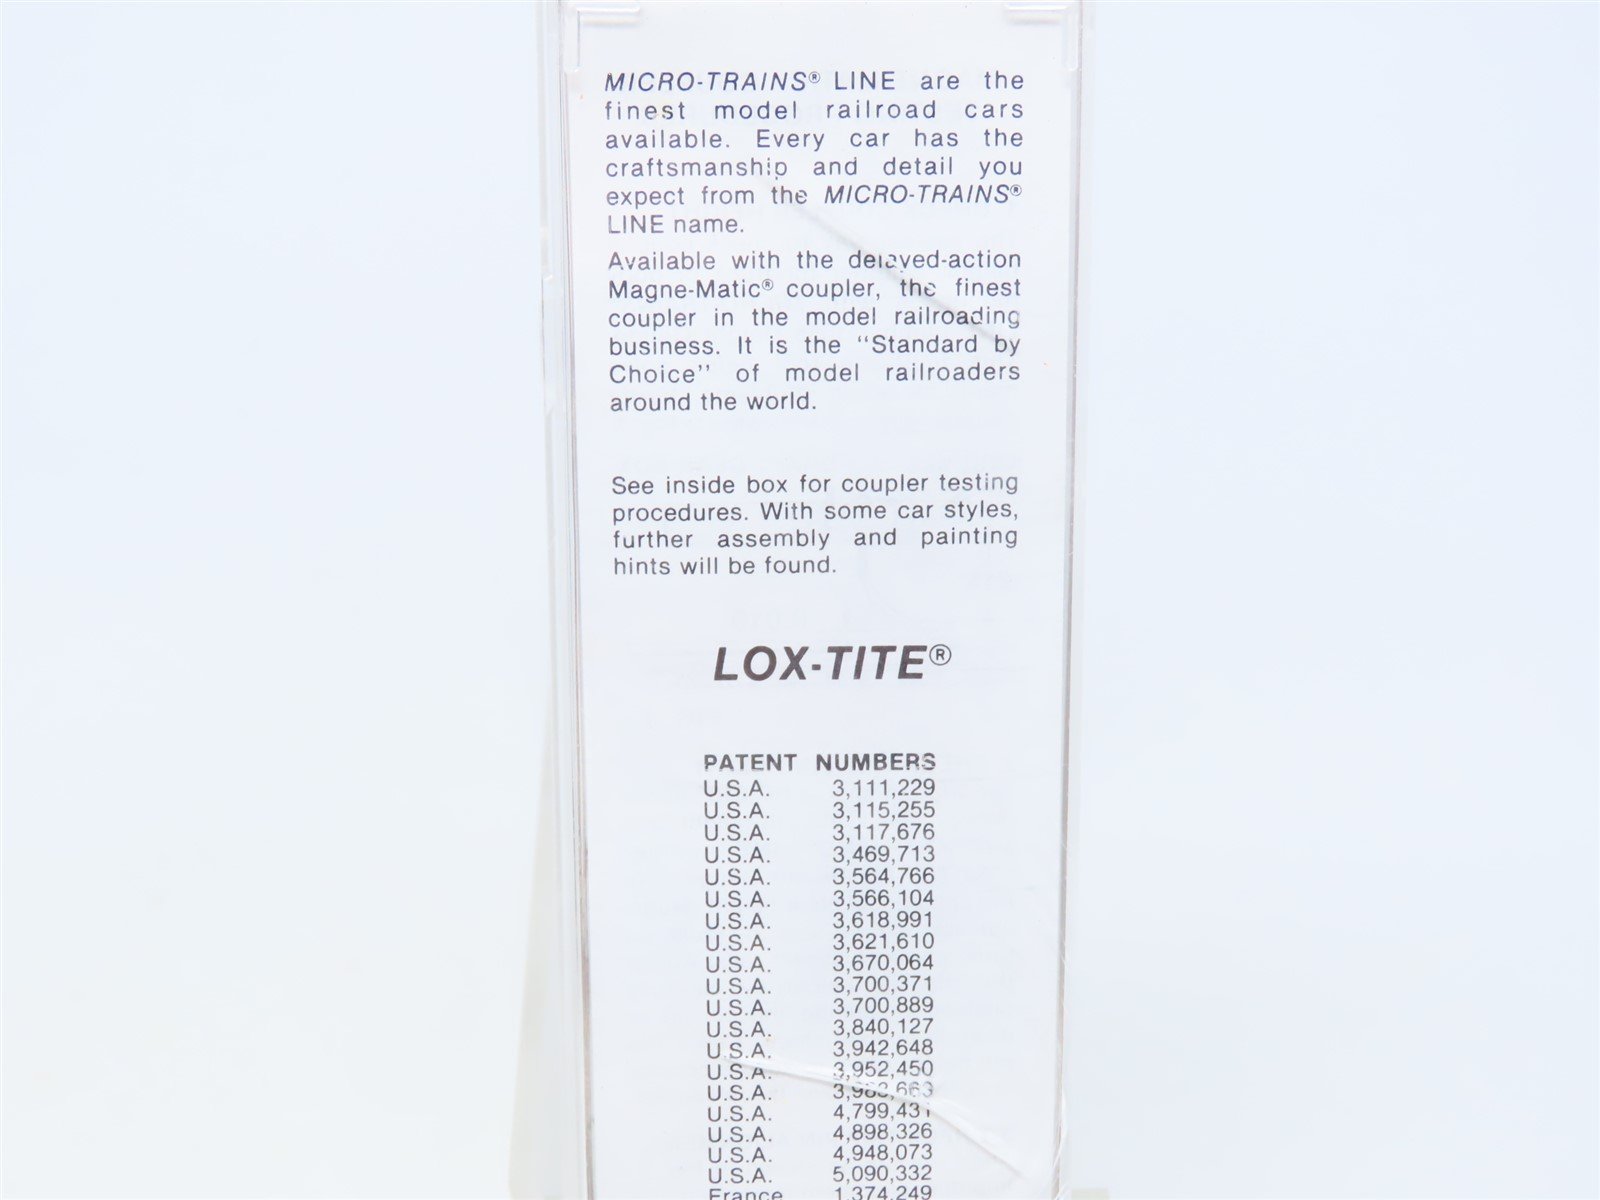 MICRO-TRAINS® LINE are the
finest model railroad cars
available. Every car has the
craftsmanship and detail you
expect from the MICRO-TRAINS®
LINE name.
Available with the delayed-action
Magne-Matic® coupler, the finest
coupler in the model railroading
business. It is the “Standard by
Choice” of model railroaders
around the world.
See inside box for coupler testing
procedures. With some car styles,
further assembly and painting
hints will be found.
LOX-TITE®
PATENT NUMBERS
U.S.A. 3,111,229
U.S.A. 3,115,255
U.S.A. 3,117,676
U.S.A. 3,469,713
U.S.A. 3,564,766
U.S.A. 3,566,104
U.S.A. 3,618,991
U.S.A. 3,621,610
U.S.A. 3,670,064
U.S.A. 3,700,371
U.S.A. 3,700,889
U.S.A. 3,840,127
U.S.A. 3,942,648
U.S.A. 3,952,450
U.S.A.
U.S.A. 4,799,431
U.S.A. 4,898,326
U.S.A. 4,948,073
U.S.A. 5,090,332
France 1,374,249